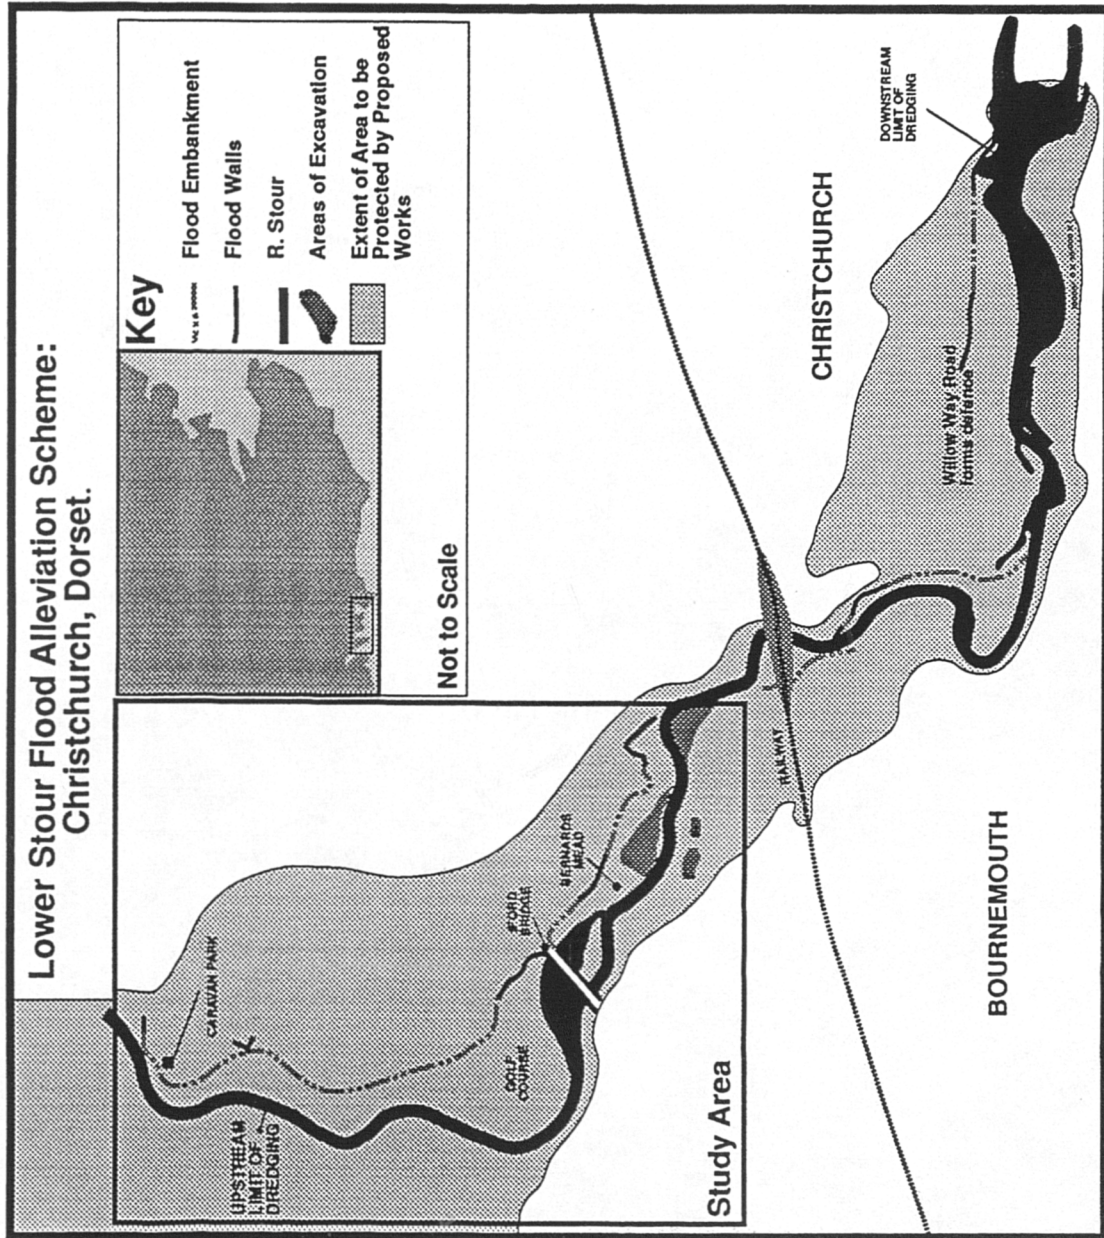 Lower Stour Flood Alleviation Scheme:
Christchurch, Dorset.
Key
Flood Embankment
Flood Walls
R. Stour
Areas of Excavation
Extent of Area to be
Protected by Proposed
Works
Not to Scale
CARAVAN PARK
UPSTREAM
LIMIT OF
DREDGING
GOLF
COURSE
IFORD
BRIDGE
BERNARDS
MEAD
Study Area
RAILWAY
BOURNEMOUTH
CHRISTCHURCH
Willow Way Road
forms defence
DOWNSTREAM
LIMIT OF
DREDGING